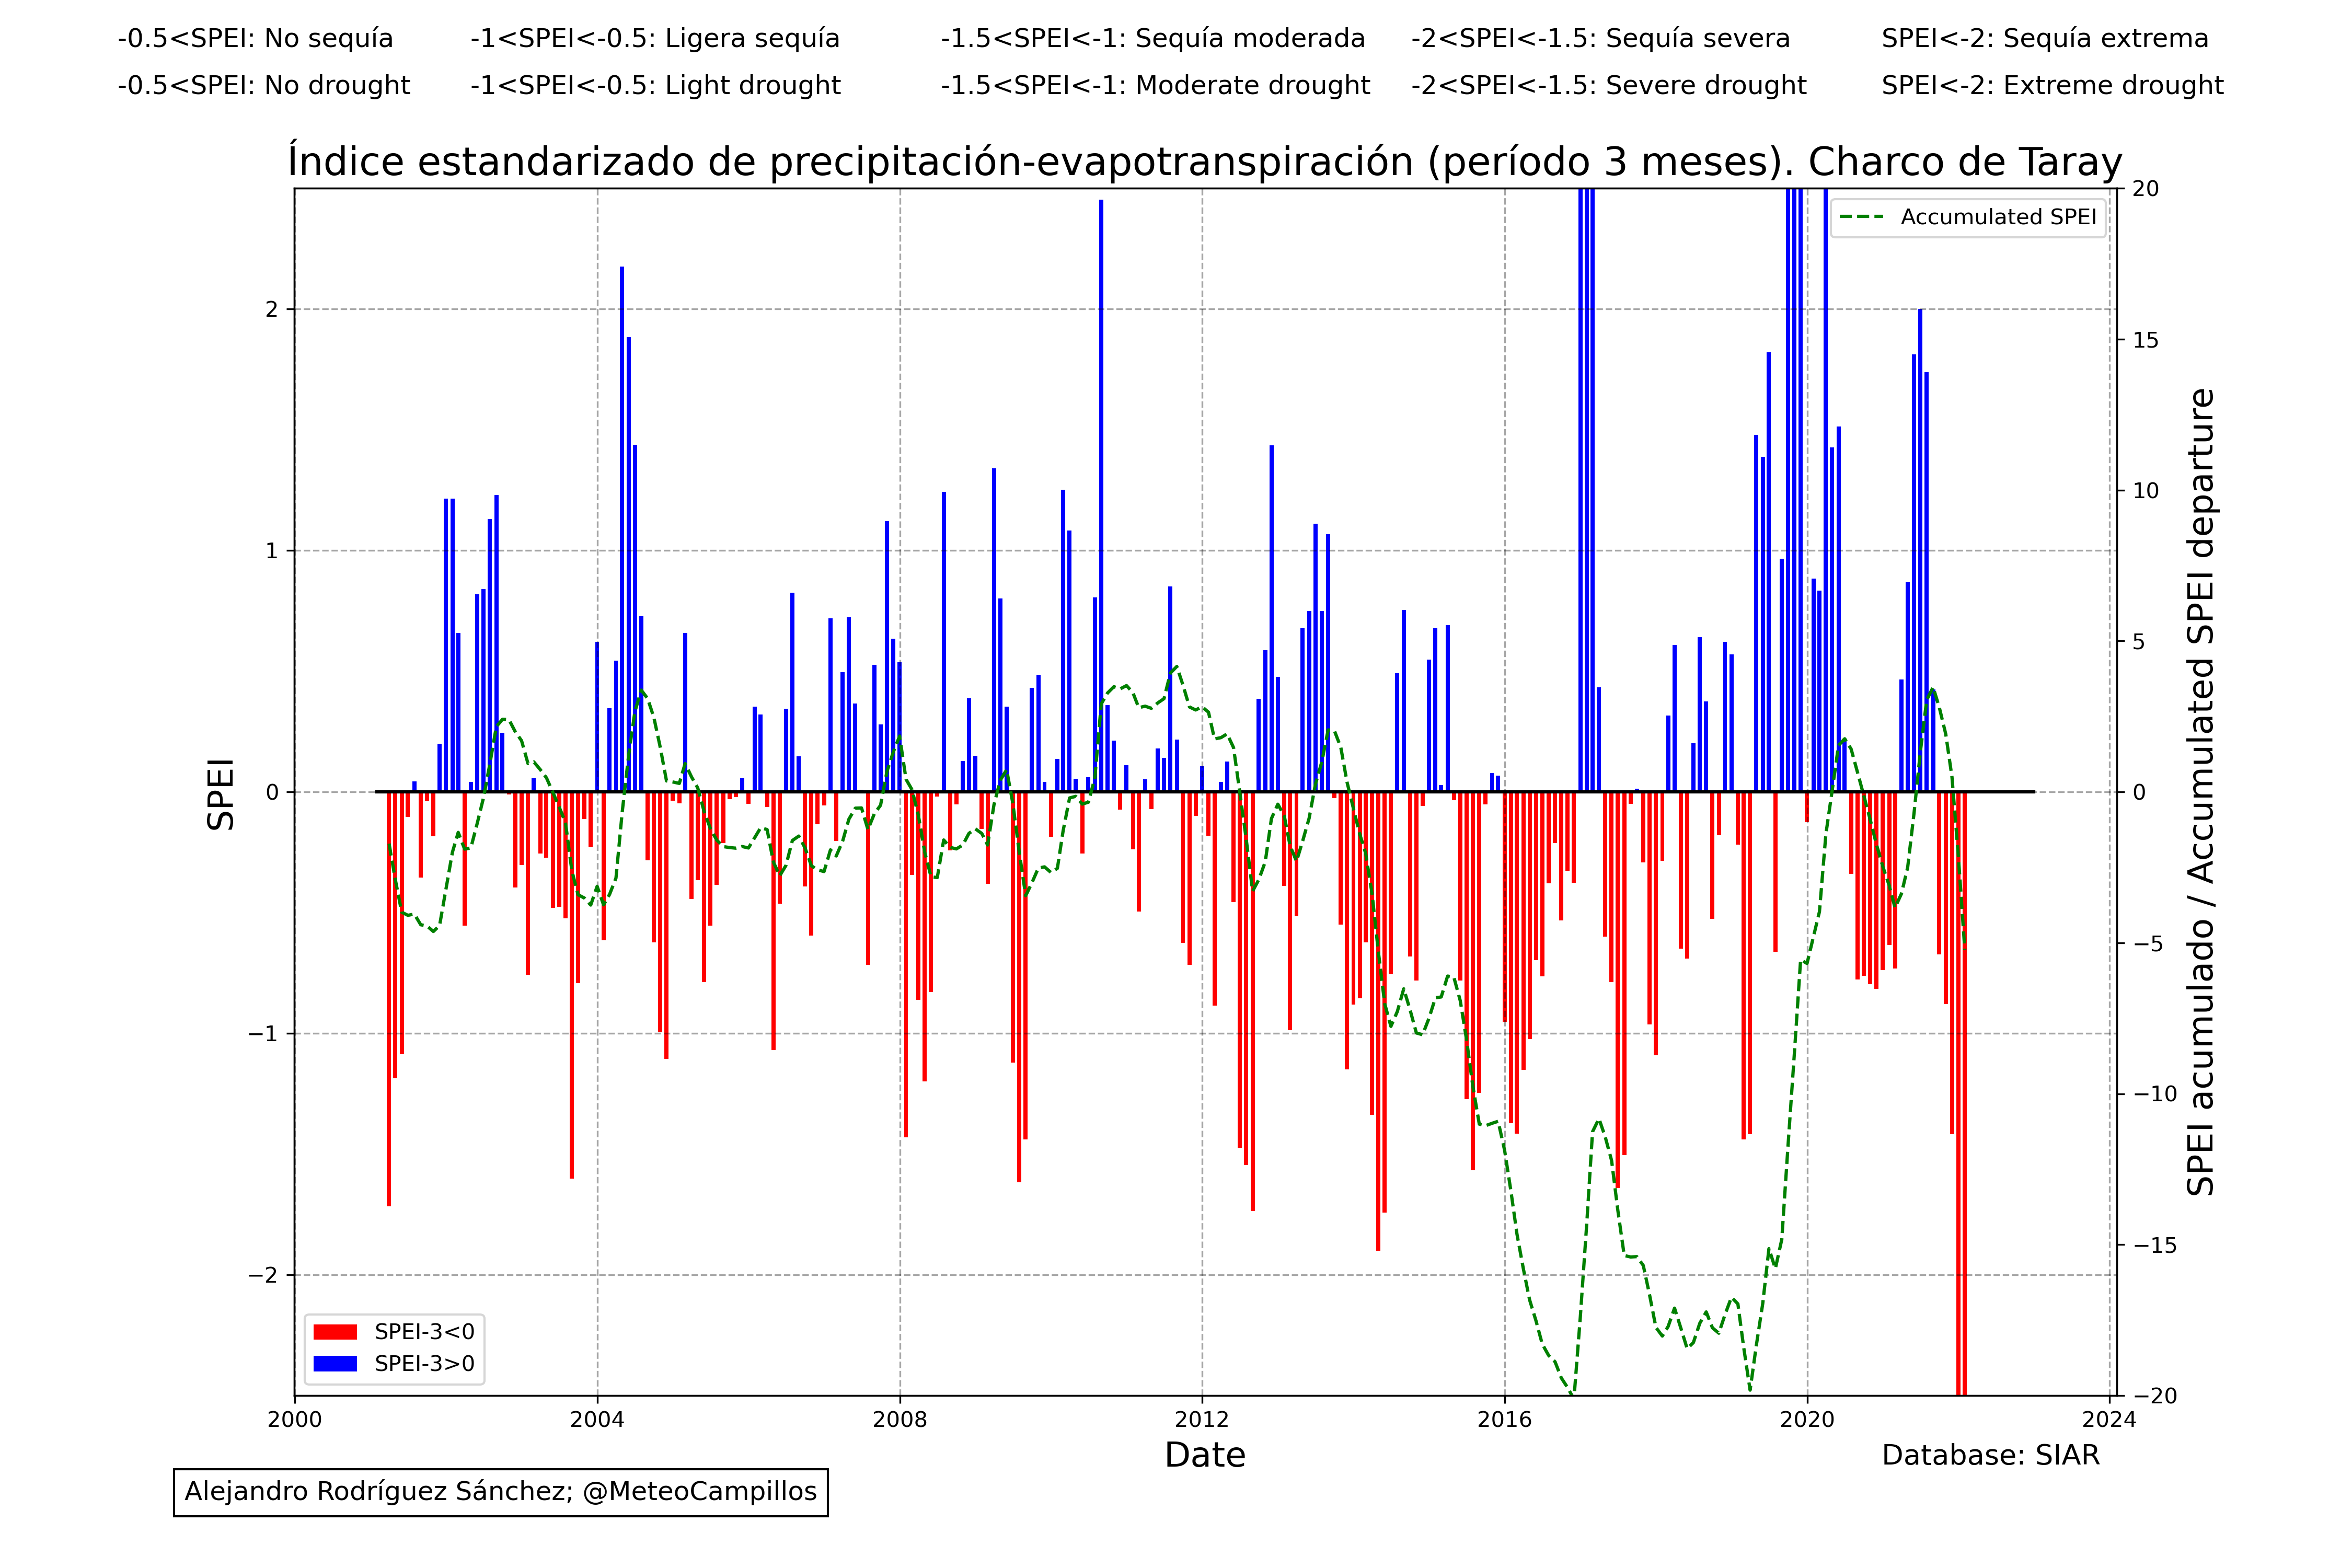 -0.5<SPEI: No sequía -1<SPEI<-0.5: Ligera sequía -1.5<SPEI<-1: Sequía moderada -2<SPEI<-1.5: Sequía severa SPEI<-2: Sequía extrema
-0.5<SPEI: No drought -1<SPEI<-0.5: Light drought -1.5<SPEI<-1: Moderate drought -2<SPEI<-1.5: Severe drought SPEI<-2: Extreme drought
Índice estandarizado de precipitación-evapotranspiración (período 3 meses). Charco de Taray
Accumulated SPEI
SPEI
2
1
0
−1
−2
20
15
10
5
0
−5
−10
−15
−20
SPEI acumulado / Accumulated SPEI departure
SPEI-3<0
SPEI-3>0
2000 2004 2008 2012 2016 2020 2024
Date
Database: SIAR
Alejandro Rodríguez Sánchez; @MeteoCampillos